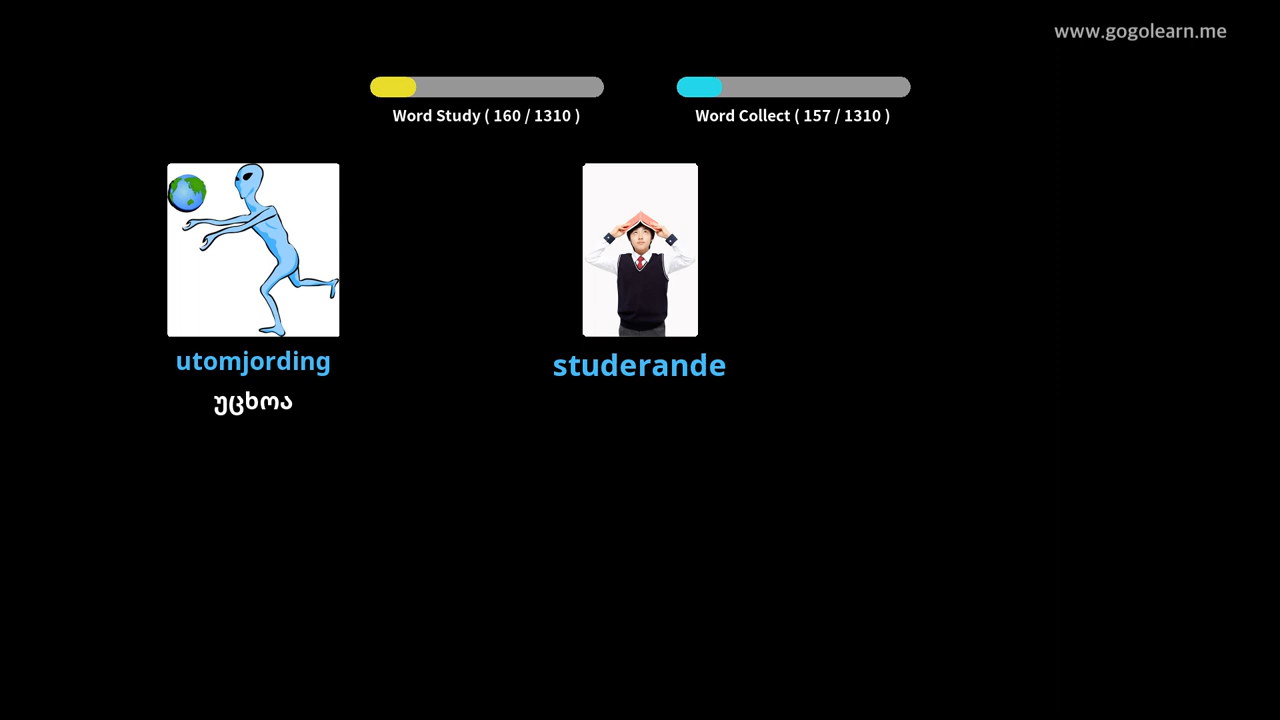 www.gogolearn.me
Word Study ( 160 / 1310 )
Word Collect ( 157 / 1310 )
utomjording
უცხოა
studerande